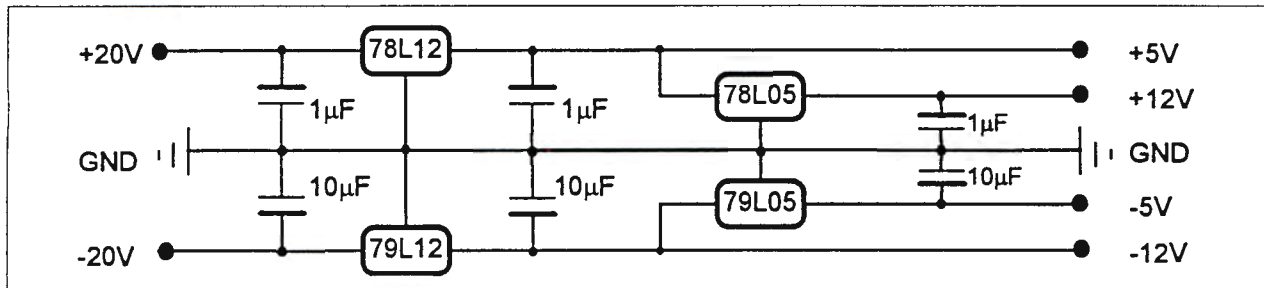 +20V 78L12 +5V
78L05 +12V
1µF 1µF 1µF
GND GND
10µF 10µF 10µF
79L05 -5V
-20V 79L12 -12V